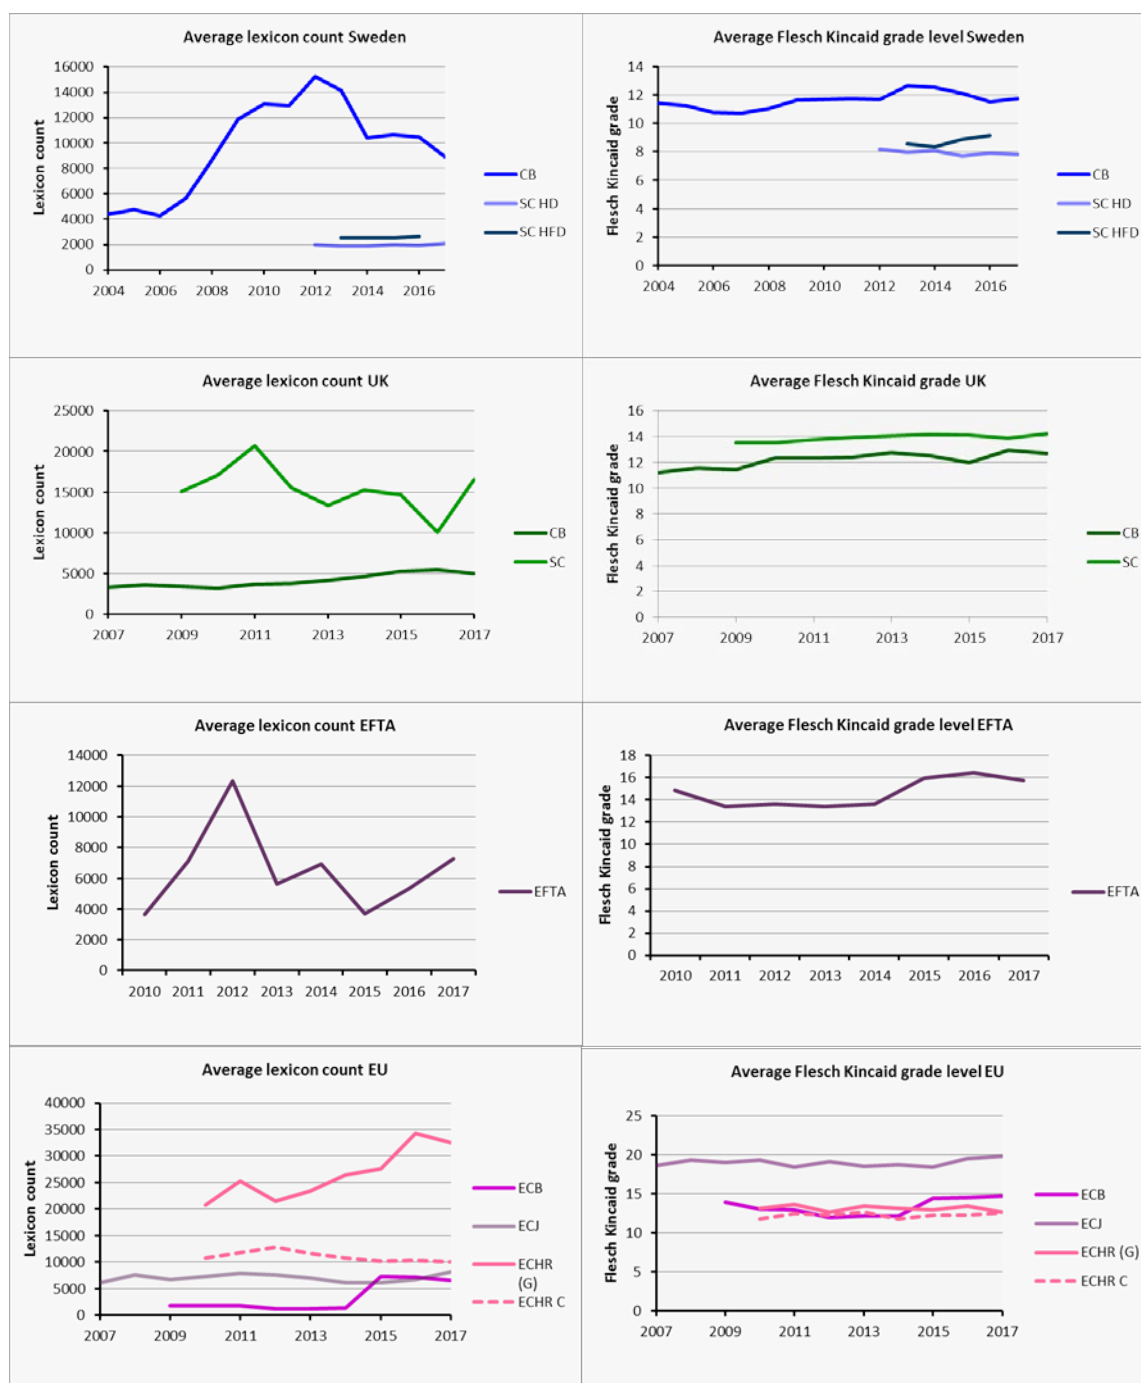 Average lexicon count Sweden
Lexicon count
16000
14000
12000
10000
8000
6000
4000
2000
0
2004 2006 2008 2010 2012 2014 2016
CB
SC HD
SC HFD
Average Flesch Kincaid grade level Sweden
Flesch Kincaid grade
14
12
10
8
6
4
2
0
2004 2006 2008 2010 2012 2014 2016
CB
SC HD
SC HFD
Average lexicon count UK
Lexicon count
25000
20000
15000
10000
5000
0
2007 2009 2011 2013 2015 2017
CB
SC
Average Flesch Kincaid grade UK
Flesch Kincaid grade
16
14
12
10
8
6
4
2
0
2007 2009 2011 2013 2015 2017
CB
SC
Average lexicon count EFTA
Lexicon count
14000
12000
10000
8000
6000
4000
2000
0
2010 2011 2012 2013 2014 2015 2016 2017
EFTA
Average Flesch Kincaid grade level EFTA
Flesch Kincaid grade
18
16
14
12
10
8
6
4
2
0
2010 2011 2012 2013 2014 2015 2016 2017
EFTA
Average lexicon count EU
Lexicon count
40000
35000
30000
25000
20000
15000
10000
5000
0
2007 2009 2011 2013 2015 2017
ECB
ECJ
ECHR
(G)
ECHR C
Average Flesch Kincaid grade level EU
Flesch Kincaid grade
25
20
15
10
5
0
2007 2009 2011 2013 2015 2017
ECB
ECJ
ECHR (G)
ECHR C